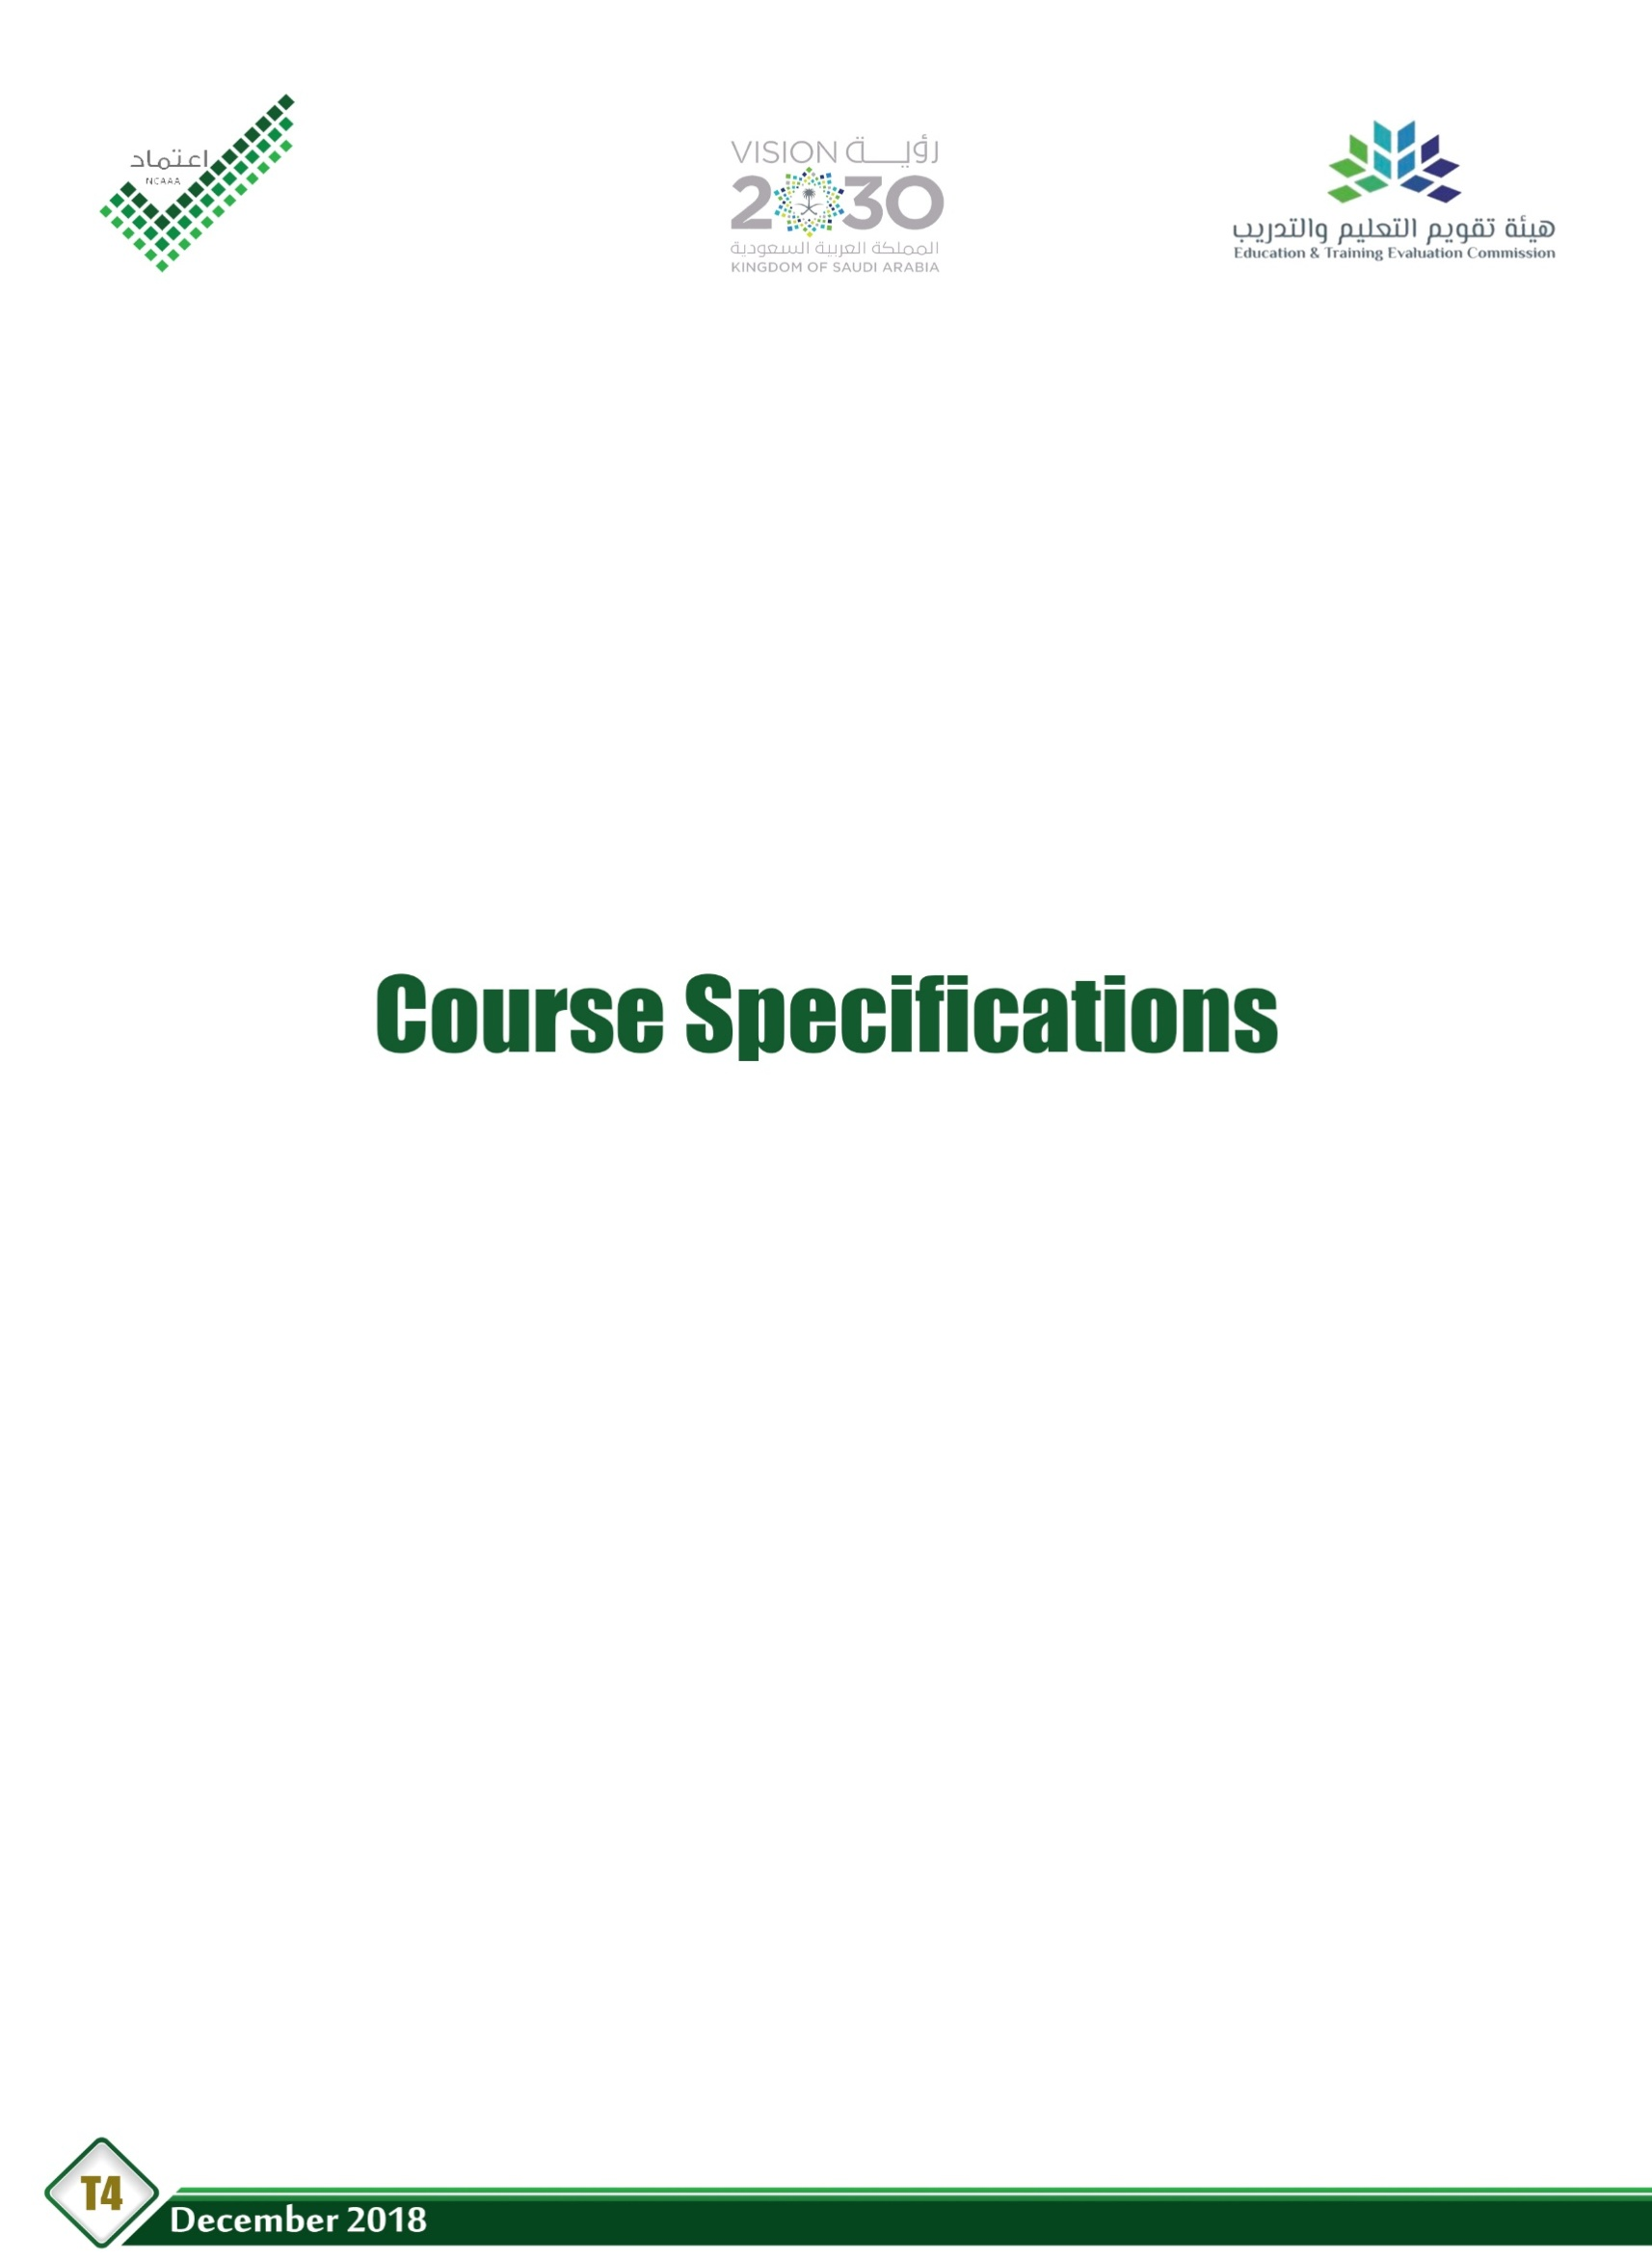 اعتماد
NCAAA
VISION رؤيـــة
2030
المملكة العربية السعودية
KINGDOM OF SAUDI ARABIA
هيئة تقويم التعليم والتدريب
Education & Training Evaluation Commission
Course Specifications
T4
December 2018